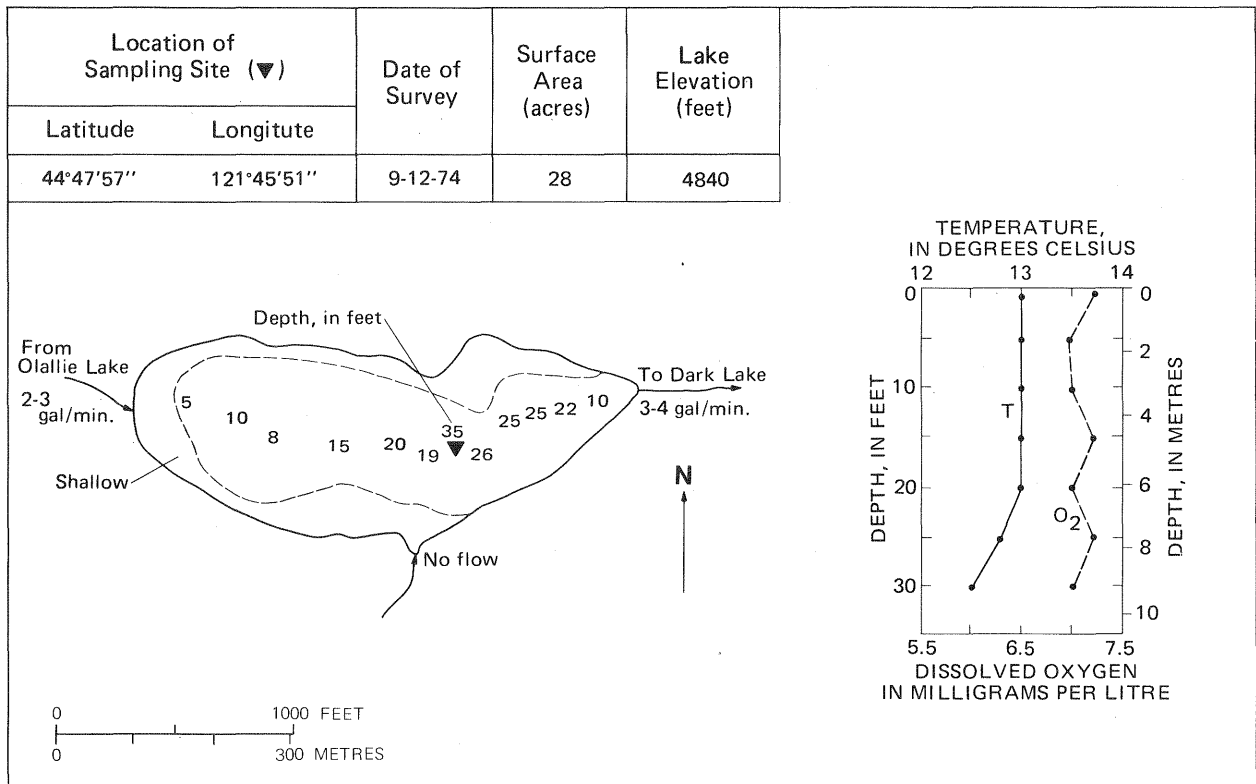 Location of
Sampling Site (▼)
Date of
Survey
Surface
Area
(acres)
Lake
Elevation
(feet)
Latitude Longitute
44°47'57'' 121°45'51'' 9-12-74 28 4840
Depth, in feet
From
Olallie Lake
2-3
gal/min.
To Dark Lake
3-4 gal/min.
5
10
8
15
20
19
35
26
25
25
22
10
Shallow
No flow
N
0 1000 FEET
0 300 METRES
TEMPERATURE,
IN DEGREES CELSIUS
12 13 14
0 0
2
10
4
T
20 6
O2
8
30
10
DEPTH, IN FEET
DEPTH, IN METRES
5.5 6.5 7.5
DISSOLVED OXYGEN
IN MILLIGRAMS PER LITRE